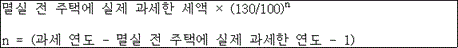 멸실 전 주택에 실제 과세한 세액 × (130/100)ⁿ
n = (과세 연도 - 멸실 전 주택에 실제 과세한 연도 - 1)